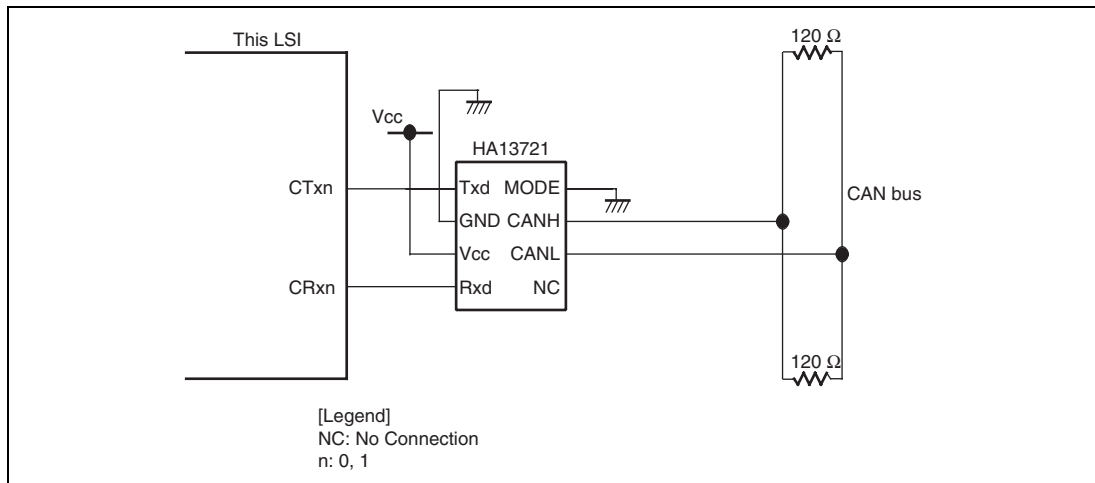 This LSI
120 Ω
Vcc
HA13721
CTxn
Txd MODE
GND CANH
CAN bus
Vcc CANL
CRxn
Rxd NC
120 Ω
[Legend]
NC: No Connection
n: 0, 1